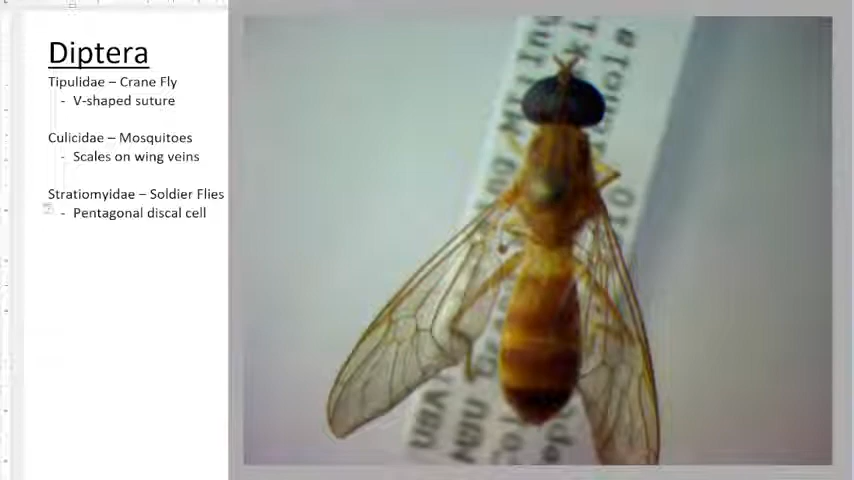 Diptera
Tipulidae – Crane Fly
- V-shaped suture
Culicidae – Mosquitoes
- Scales on wing veins
Stratiomyidae – Soldier Flies
- Pentagonal discal cell